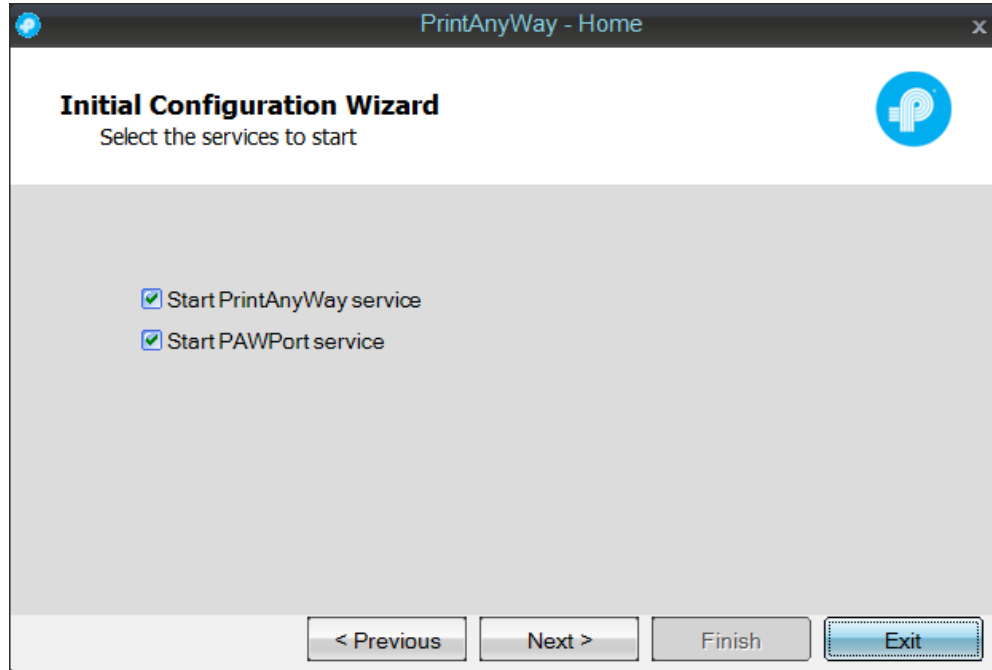 PrintAnyWay - Home
x
Initial Configuration Wizard
Select the services to start
Start PrintAnyWay service
Start PAWPort service
< Previous
Next >
Finish
Exit